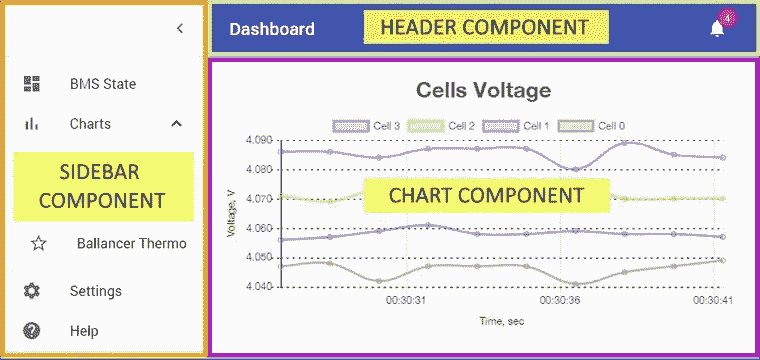 Dashboard
HEADER COMPONENT
4
BMS State
Charts
SIDEBAR
COMPONENT
Ballancer Thermo
Settings
Help
Cells Voltage
Cell 3
Cell 2
Cell 1
Cell 0
CHART COMPONENT
Voltage, V
4.090
4.080
4.070
4.060
4.050
4.040
00:30:31
00:30:36
00:30:41
Time, sec